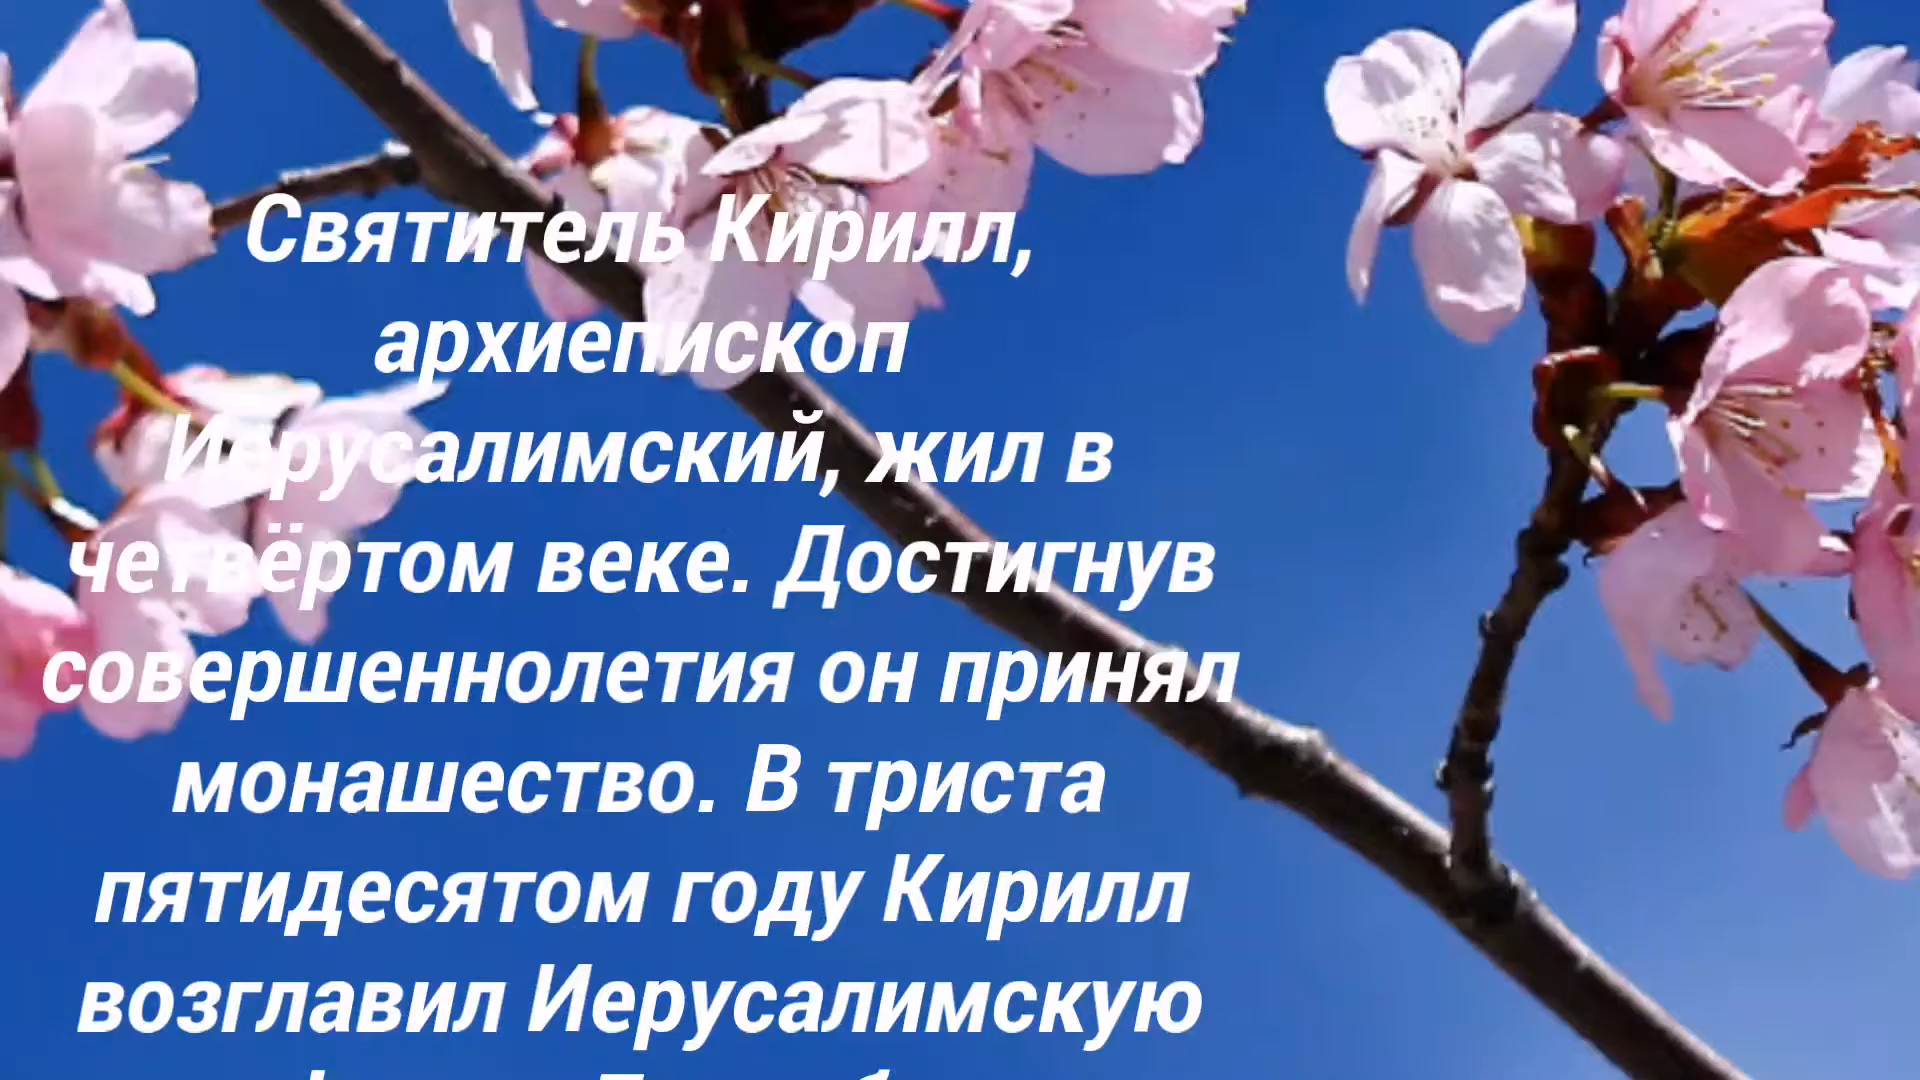 Святитель Кирилл,
архиепископ
Иерусалимский, жил в
четвёртом веке. Достигнув
совершеннолетия он принял
монашество. В триста
пятидесятом году Кирилл
возглавил Иерусалимскую